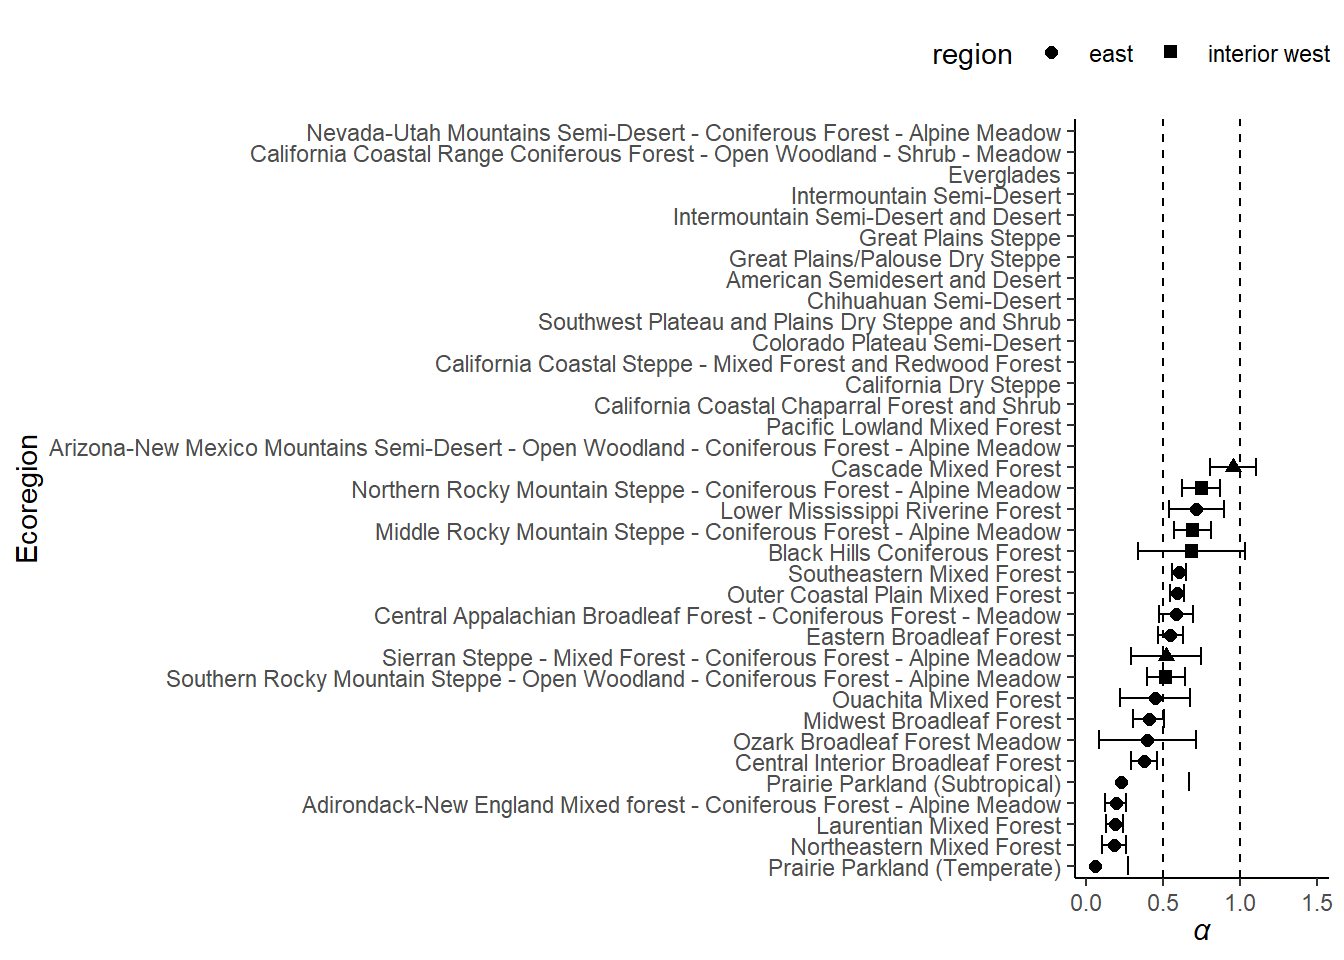 region east interior west
Nevada-Utah Mountains Semi-Desert - Coniferous Forest - Alpine Meadow
California Coastal Range Coniferous Forest - Open Woodland - Shrub - Meadow
Everglades
Intermountain Semi-Desert
Intermountain Semi-Desert and Desert
Great Plains Steppe
Great Plains/Palouse Dry Steppe
American Semidesert and Desert
Chihuahuan Semi-Desert
Southwest Plateau and Plains Dry Steppe and Shrub
Colorado Plateau Semi-Desert
California Coastal Steppe - Mixed Forest and Redwood Forest
California Dry Steppe
California Coastal Chaparral Forest and Shrub
Pacific Lowland Mixed Forest
Arizona-New Mexico Mountains Semi-Desert - Open Woodland - Coniferous Forest - Alpine Meadow
Cascade Mixed Forest
Northern Rocky Mountain Steppe - Coniferous Forest - Alpine Meadow
Lower Mississippi Riverine Forest
Middle Rocky Mountain Steppe - Coniferous Forest - Alpine Meadow
Black Hills Coniferous Forest
Southeastern Mixed Forest
Outer Coastal Plain Mixed Forest
Central Appalachian Broadleaf Forest - Coniferous Forest - Meadow
Eastern Broadleaf Forest
Sierran Steppe - Mixed Forest - Coniferous Forest - Alpine Meadow
Southern Rocky Mountain Steppe - Open Woodland - Coniferous Forest - Alpine Meadow
Ouachita Mixed Forest
Midwest Broadleaf Forest
Ozark Broadleaf Forest Meadow
Central Interior Broadleaf Forest
Prairie Parkland (Subtropical)
Adirondack-New England Mixed forest - Coniferous Forest - Alpine Meadow
Laurentian Mixed Forest
Northeastern Mixed Forest
Prairie Parkland (Temperate)
Ecoregion
0.0 0.5 1.0 1.5
α